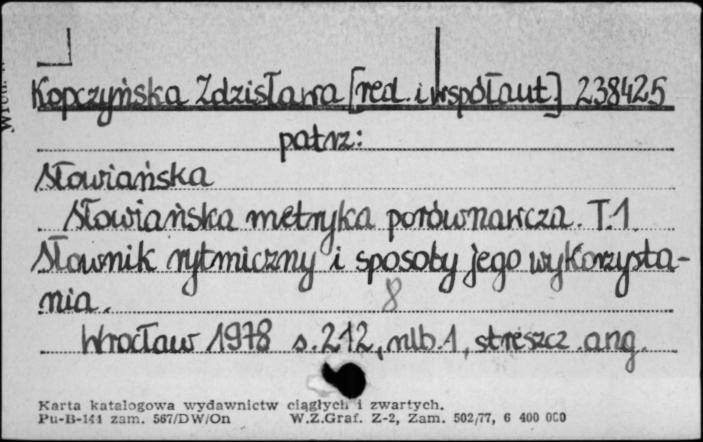 Kopczyńska Zdzisława [red. i współaut.] 238425
patrz:
Słowiańska
Słowiańska metryka porównawcza. T.1.
Słownik rytmiczny i sposoby jego wykorzysta-
nia.
8
Wrocław 1978 s.212, nlb.1, streszcz. ang.
Karta katalogowa wydawnictw ciągłych i zwartych.
Pu-B-144 zam. 567/DW/On W.Z.Graf. Z-2, Zam. 502/77, 6 400 000